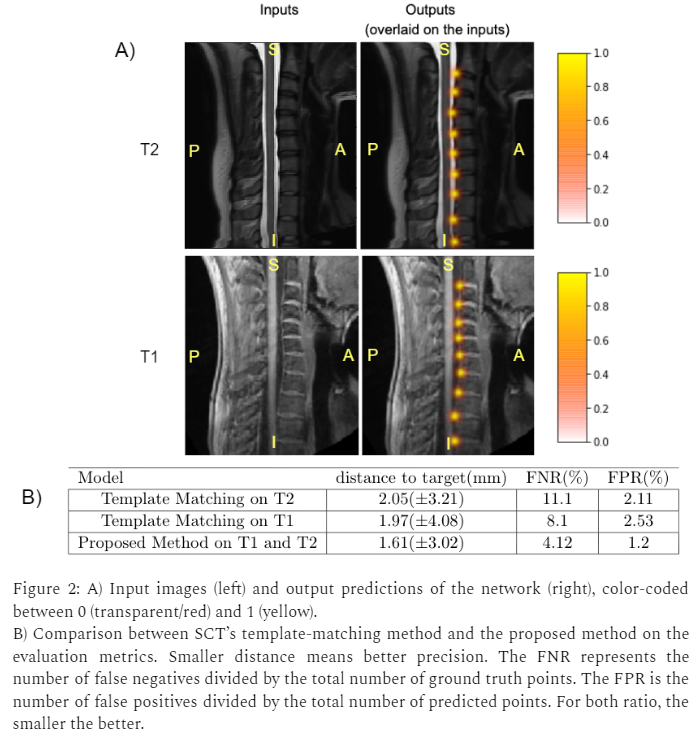 Inputs
Outputs
(overlaid on the inputs)
A)
T2
S
P
A
I
S
P
A
I
1.0
0.8
0.6
0.4
0.2
0.0
T1
S
P
A
I
S
P
A
I
1.0
0.8
0.6
0.4
0.2
0.0
B)
Model distance to target(mm) FNR(%) FPR(%)
Template Matching on T2 2.05(±3.21) 11.1 2.11
Template Matching on T1 1.97(±4.08) 8.1 2.53
Proposed Method on T1 and T2 1.61(±3.02) 4.12 1.2
Figure 2: A) Input images (left) and output predictions of the network (right), color-coded
between 0 (transparent/red) and 1 (yellow).
B) Comparison between SCT's template-matching method and the proposed method on the
evaluation metrics. Smaller distance means better precision. The FNR represents the
number of false negatives divided by the total number of ground truth points. The FPR is the
number of false positives divided by the total number of predicted points. For both ratio, the
smaller the better.